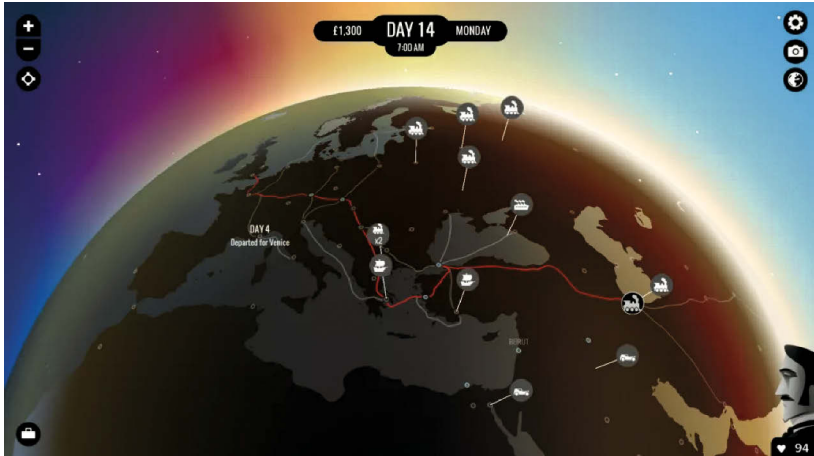 £1,300 DAY 14 MONDAY
7:00 AM
DAY 4
Departed for Venice
x2
BEIRUT
94